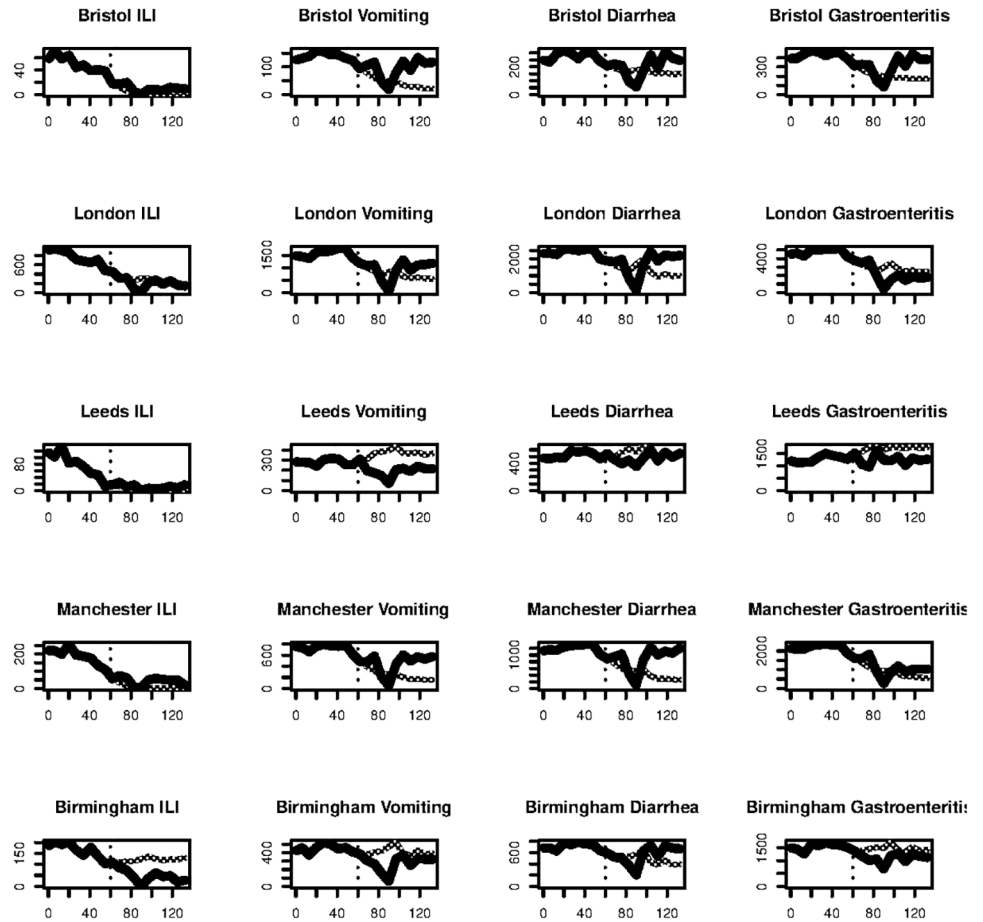 Bristol ILI
Bristol Vomiting
Bristol Diarrhea
Bristol Gastroenteritis
0 40
0 100
0 200
0 300
0 40 80 120
0 40 80 120
0 40 80 120
0 40 80 120
London ILI
London Vomiting
London Diarrhea
London Gastroenteritis
0 600
0 1500
0 2000
0 4000
0 40 80 120
0 40 80 120
0 40 80 120
0 40 80 120
Leeds ILI
Leeds Vomiting
Leeds Diarrhea
Leeds Gastroenteritis
0 80
0 300
0 400
0 1500
0 40 80 120
0 40 80 120
0 40 80 120
0 40 80 120
Manchester ILI
Manchester Vomiting
Manchester Diarrhea
Manchester Gastroenteritis
0 200
0 600
0 1000
0 2000
0 40 80 120
0 40 80 120
0 40 80 120
0 40 80 120
Birmingham ILI
Birmingham Vomiting
Birmingham Diarrhea
Birmingham Gastroenteritis
0 150
0 400
0 600
0 1500
0 40 80 120
0 40 80 120
0 40 80 120
0 40 80 120